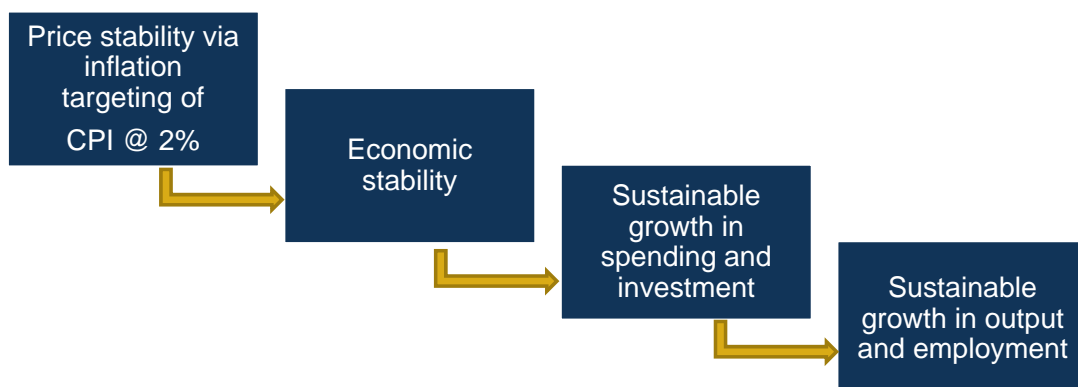 Price stability via
inflation
targeting of
CPI @ 2%
Economic
stability
Sustainable
growth in
spending and
investment
Sustainable
growth in output
and employment